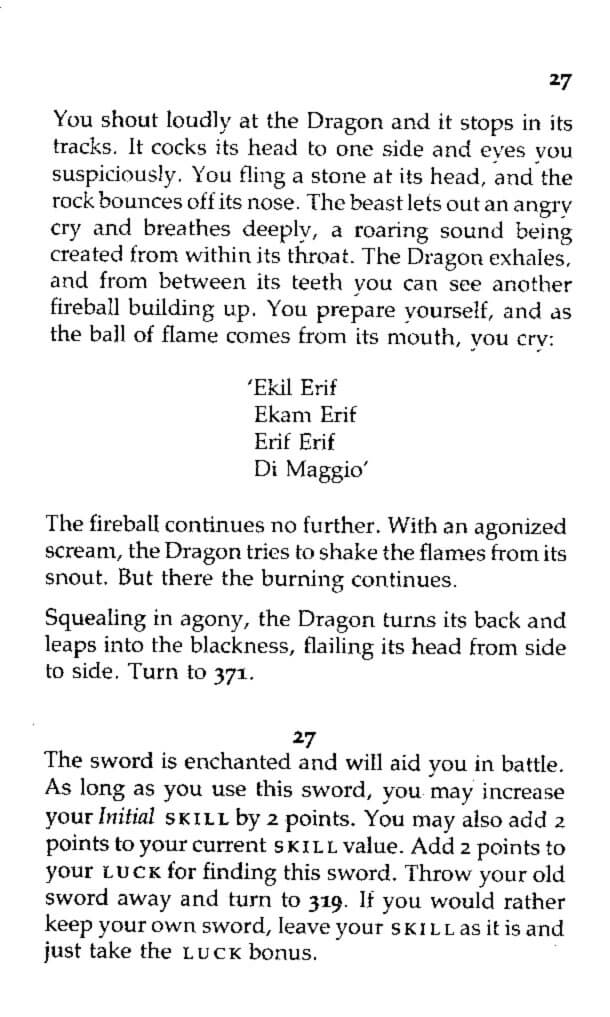 27
You shout loudly at the Dragon and it stops in its
tracks. It cocks its head to one side and eyes you
suspiciously. You fling a stone at its head, and the
rock bounces off its nose. The beast lets out an angry
cry and breathes deeply, a roaring sound being
created from within its throat. The Dragon exhales,
and from between its teeth you can see another
fireball building up. You prepare yourself, and as
the ball of flame comes from its mouth, you cry:
‘Ekil Erif
Ekam Erif
Erif Erif
Di Maggio’
The fireball continues no further. With an agonized
scream, the Dragon tries to shake the flames from its
snout. But there the burning continues.
Squealing in agony, the Dragon turns its back and
leaps into the blackness, flailing its head from side
to side. Turn to 371.
27
The sword is enchanted and will aid you in battle.
As long as you use this sword, you may increase
your Initial SKILL by 2 points. You may also add 2
points to your current SKILL value. Add 2 points to
your LUCK for finding this sword. Throw your old
sword away and turn to 319. If you would rather
keep your own sword, leave your SKILL as it is and
just take the LUCK bonus.